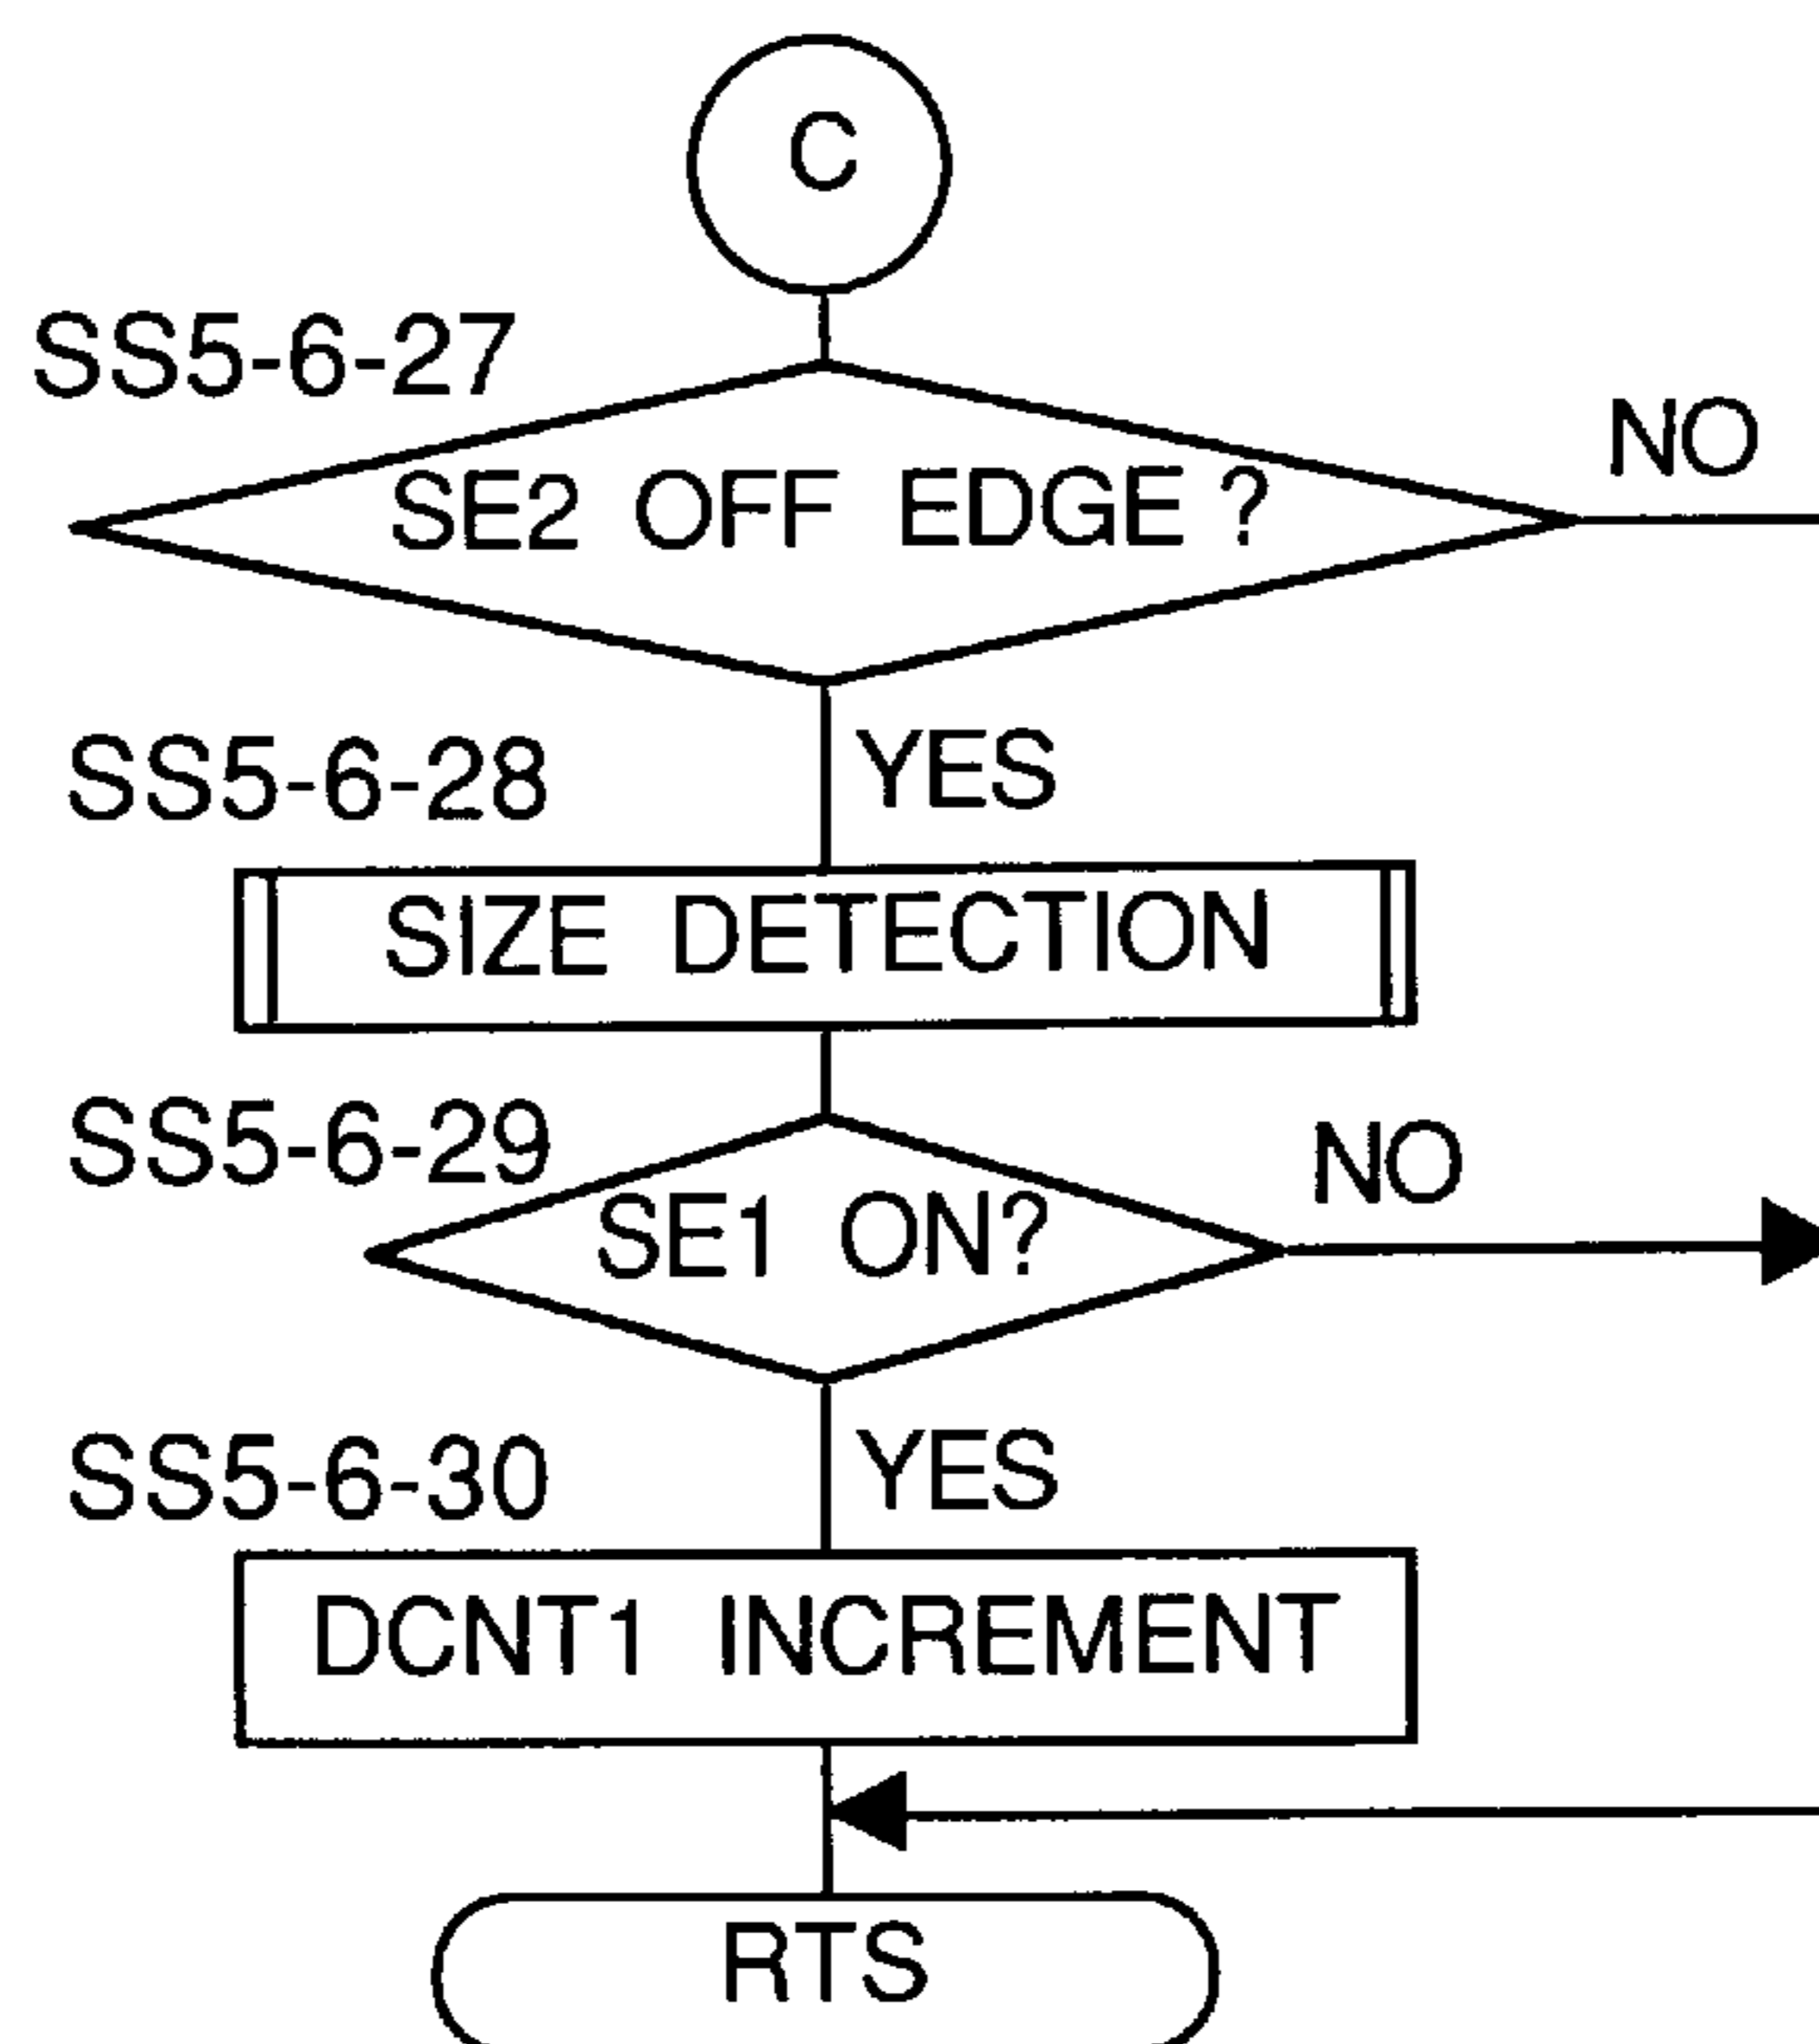 C
SS5-6-27
NO
SE2 OFF EDGE ?
YES
SS5-6-28
SIZE DETECTION
SS5-6-29
NO
SE1 ON?
YES
SS5-6-30
DCNT1 INCREMENT
RTS